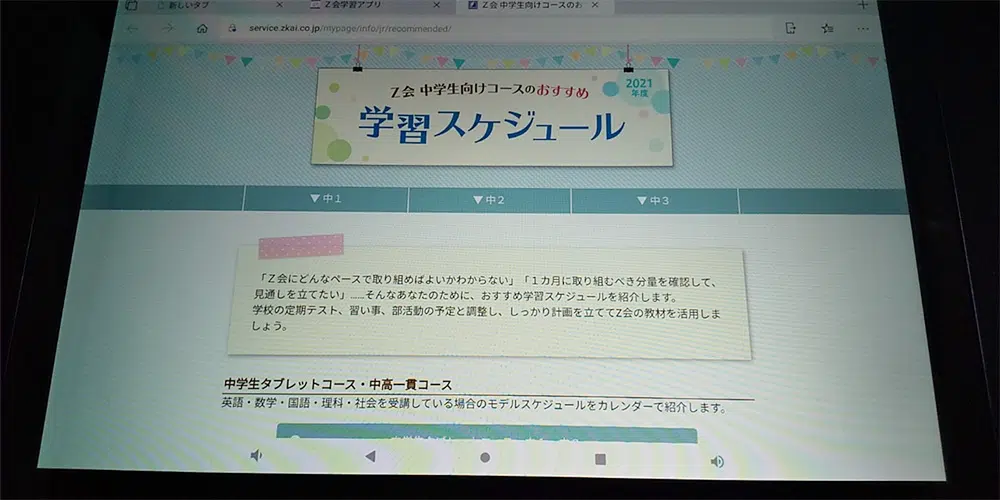 新しいタブ
Z会学習アプリ
Z会 中学生向けコースのお
service.zkai.co.jp/ntypage/info/jr/recommended/
Z会 中学生向けコースのおすすめ
2021
年度
学習スケジュール
▼中1
▼中2
▼中3
「Z会にどんなペースで取り組めばよいかわからない」「1カ月に取り組むべき分量を確認して、
見通しを立てたい」……そんなあなたのために、おすすめ学習スケジュールを紹介します。
学校の定期テスト、習い事、部活動の予定と調整し、しっかり計画を立ててZ会の教材を活用しま
しょう。
中学生タブレットコース・中高一貫コース
英語・数学・国語・理科・社会を受講している場合のモデルスケジュールをカレンダーで紹介します。